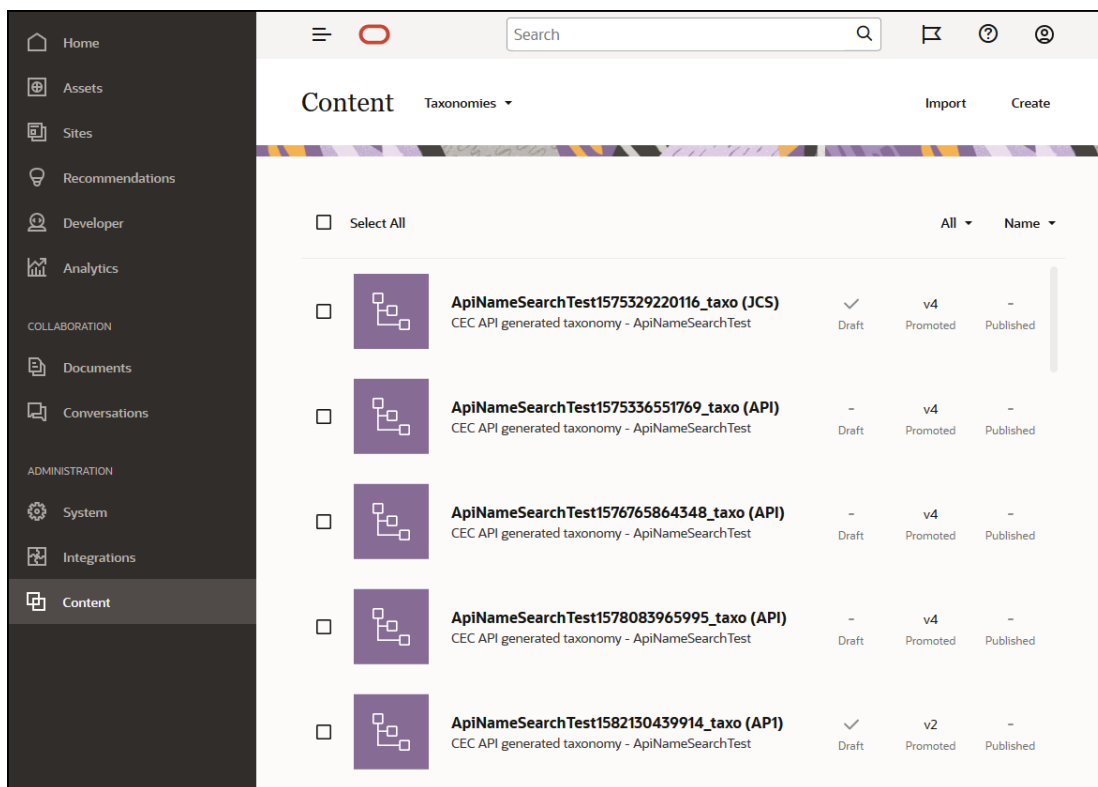 Home
Assets
Sites
Recommendations
Developer
Analytics
COLLABORATION
Documents
Conversations
ADMINISTRATION
System
Integrations
Content
Search
Content Taxonomies Import Create
Select All All Name
ApiNameSearchTest1575329220116_taxo (JCS)
CEC API generated taxonomy - ApiNameSearchTest
Draft
v4
Promoted
-
Published
ApiNameSearchTest1575336551769_taxo (API)
CEC API generated taxonomy - ApiNameSearchTest
-
Draft
v4
Promoted
-
Published
ApiNameSearchTest1576765864348_taxo (API)
CEC API generated taxonomy - ApiNameSearchTest
-
Draft
v4
Promoted
-
Published
ApiNameSearchTest1578083965995_taxo (API)
CEC API generated taxonomy - ApiNameSearchTest
-
Draft
v4
Promoted
-
Published
ApiNameSearchTest1582130439914_taxo (AP1)
CEC API generated taxonomy - ApiNameSearchTest
Draft
v2
Promoted
-
Published